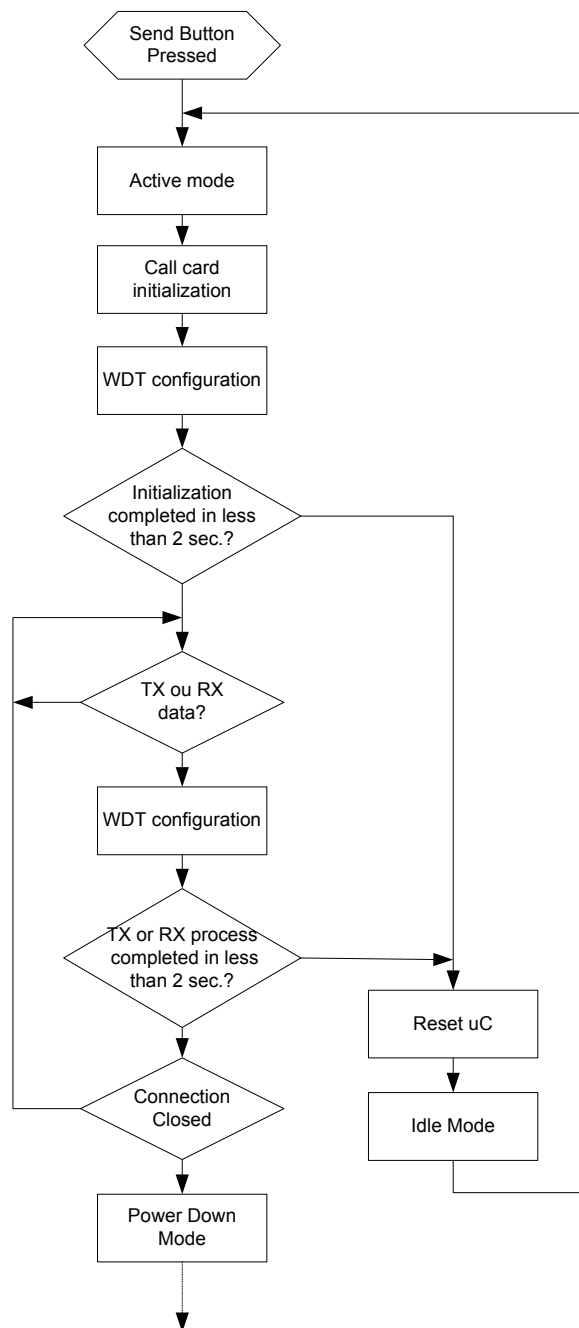 Send Button
Pressed
Active mode
Call card
initialization
WDT configuration
Initialization
completed in less
than 2 sec.?
TX ou RX
data?
WDT configuration
TX or RX process
completed in less
than 2 sec.?
Reset uC
Connection
Closed
Idle Mode
Power Down
Mode